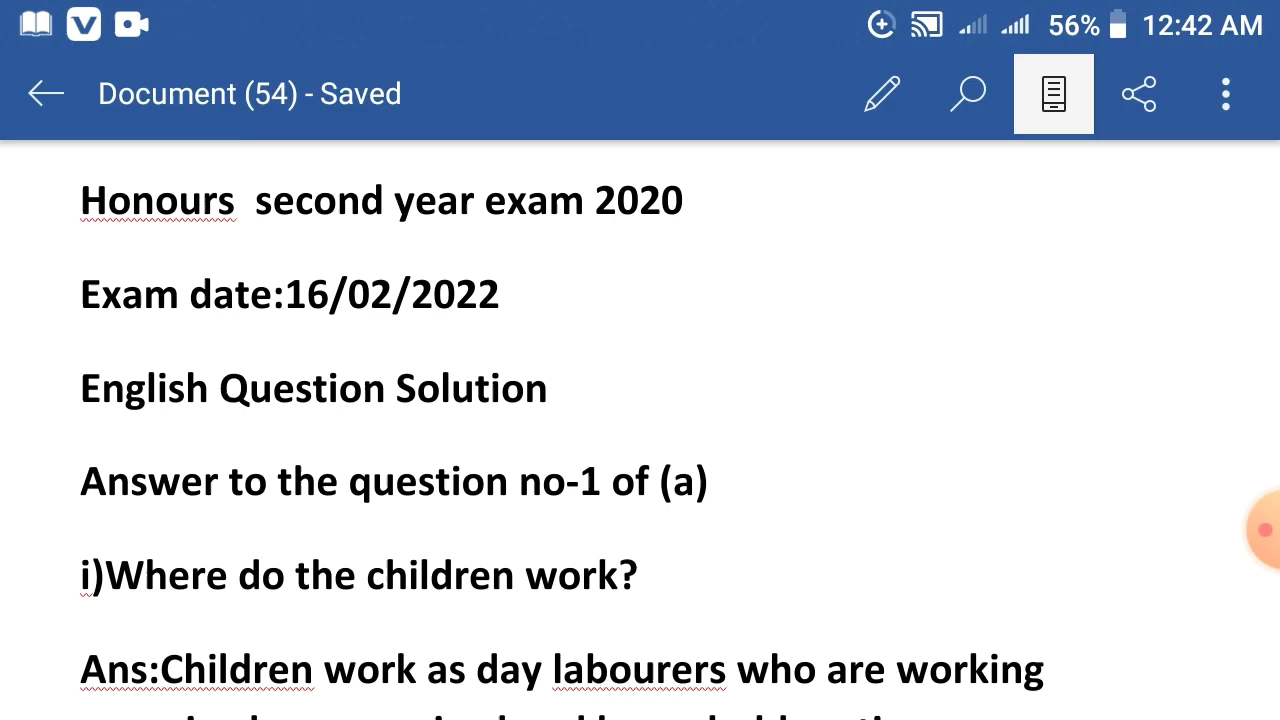 56% 12:42 AM
Document (54) - Saved
Honours second year exam 2020
Exam date:16/02/2022
English Question Solution
Answer to the question no-1 of (a)
i)Where do the children work?
Ans:Children work as day labourers who are working